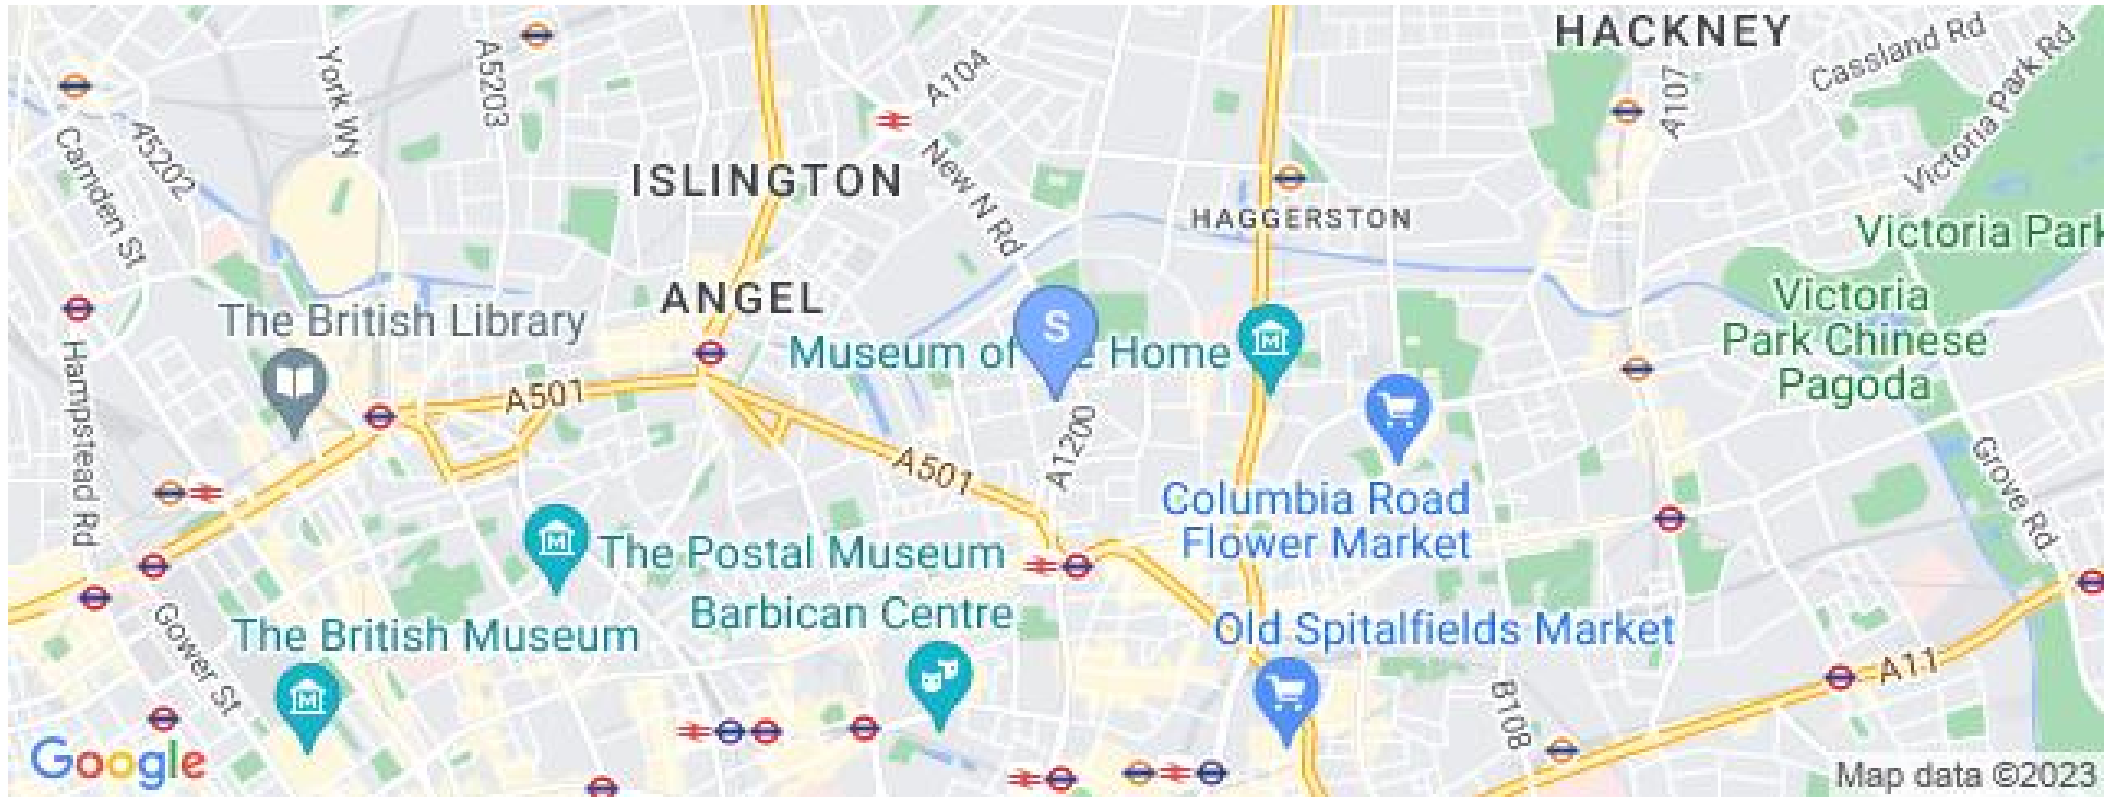 HACKNEY
Cassland Rd
Victoria Park Rd
A107
York Wy
A5203
A104
A5202
Camden St
ISLINGTON
New N Rd
HAGGERSTON
Victoria Park
ANGEL
Victoria
Park Chinese
Pagoda
The British Library
S
Museum of the Home
M
Hampstead Rd
A501
A1200
A501
Columbia Road
Flower Market
Grove Rd
M
The Postal Museum
Barbican Centre
Old Spitalfields Market
Gower St
The British Museum
M
A11
B108
Google
Map data ©2023